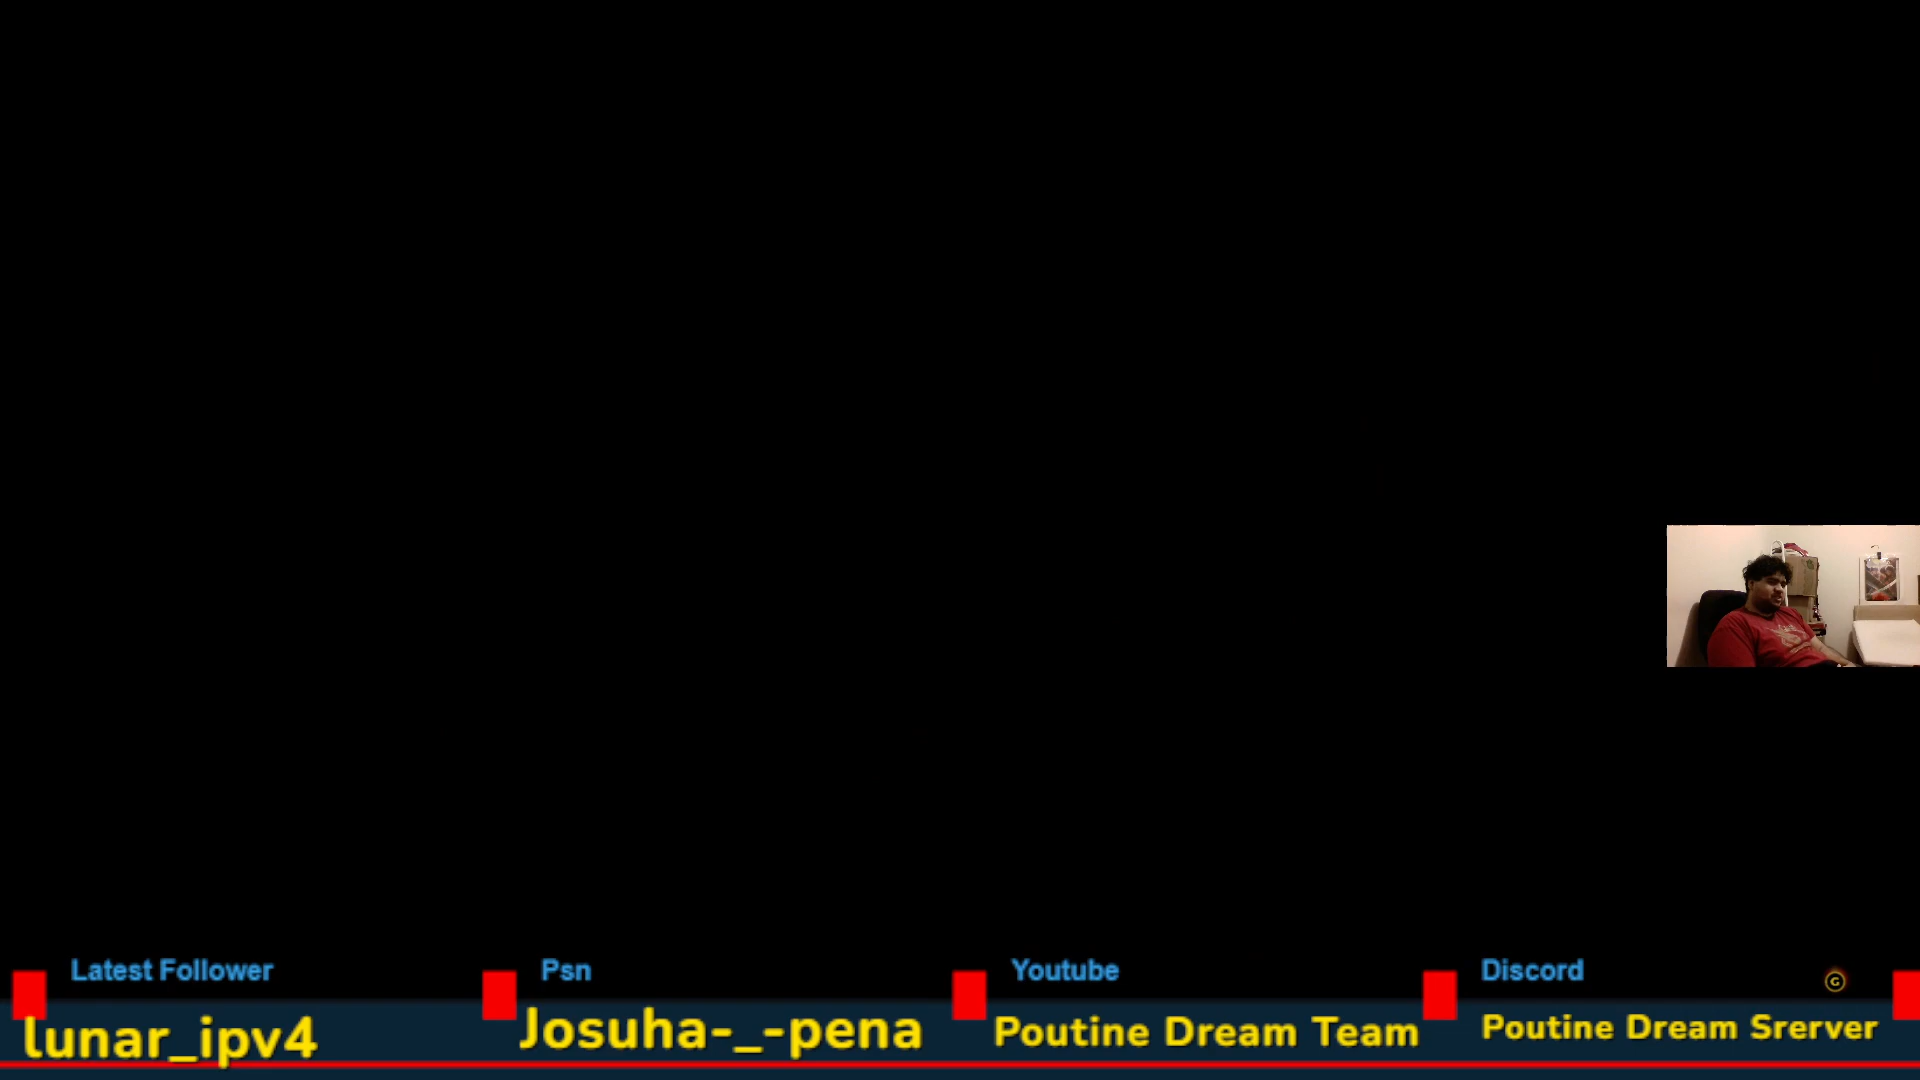 Latest Follower
Psn
Youtube
Discord
G
lunar_ipv4
Josuha-_-pena
Poutine Dream Team
Poutine Dream Srerver